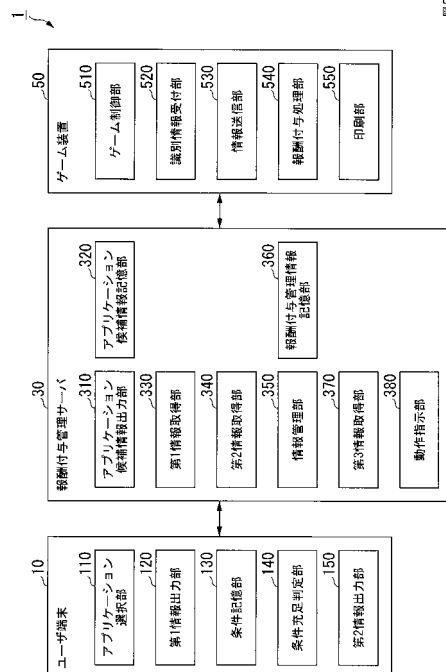 1
10
ユーザ端末
110
アプリケーション
選択部
120
第1情報出力部
130
条件記憶部
140
条件充足判定部
150
第2情報出力部
30
報酬付与管理サーバ
310
アプリケーション
候補情報出力部
320
アプリケーション
候補情報記憶部
330
第1情報取得部
340
第2情報取得部
350
情報管理部
360
報酬付与管理情報
記憶部
370
第3情報取得部
380
動作指示部
50
ゲーム装置
510
ゲーム制御部
520
識別情報受付部
530
情報送信部
540
報酬付与処理部
550
印刷部